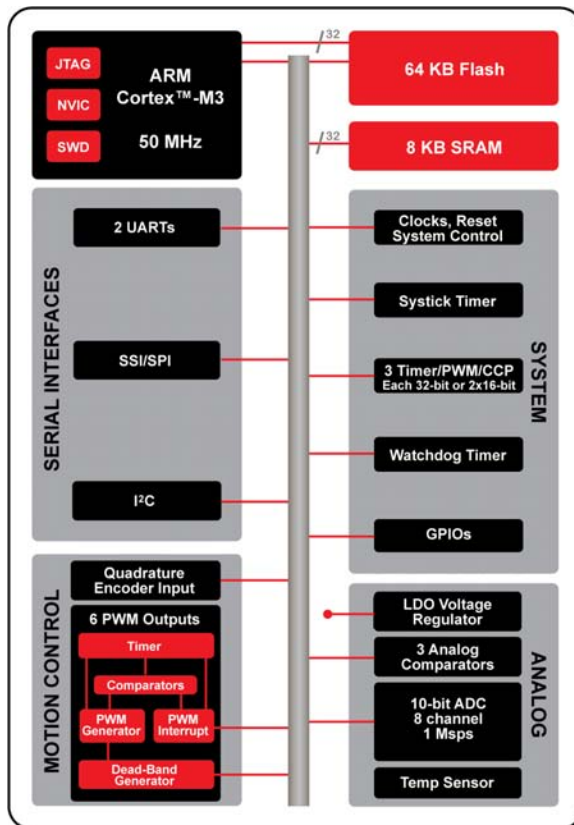 JTAG
NVIC
SWD
ARM
Cortex™-M3
50 MHz
32
64 KB Flash
32
8 KB SRAM
SERIAL INTERFACES
2 UARTs
SSI/SPI
I²C
SYSTEM
Clocks, Reset
System Control
Systick Timer
3 Timer/PWM/CCP
Each 32-bit or 2x16-bit
Watchdog Timer
GPIOs
MOTION CONTROL
Quadrature
Encoder Input
6 PWM Outputs
Timer
Comparators
PWM
Generator
PWM
Interrupt
Dead-Band
Generator
ANALOG
LDO Voltage
Regulator
3 Analog
Comparators
10-bit ADC
8 channel
1 Msps
Temp Sensor